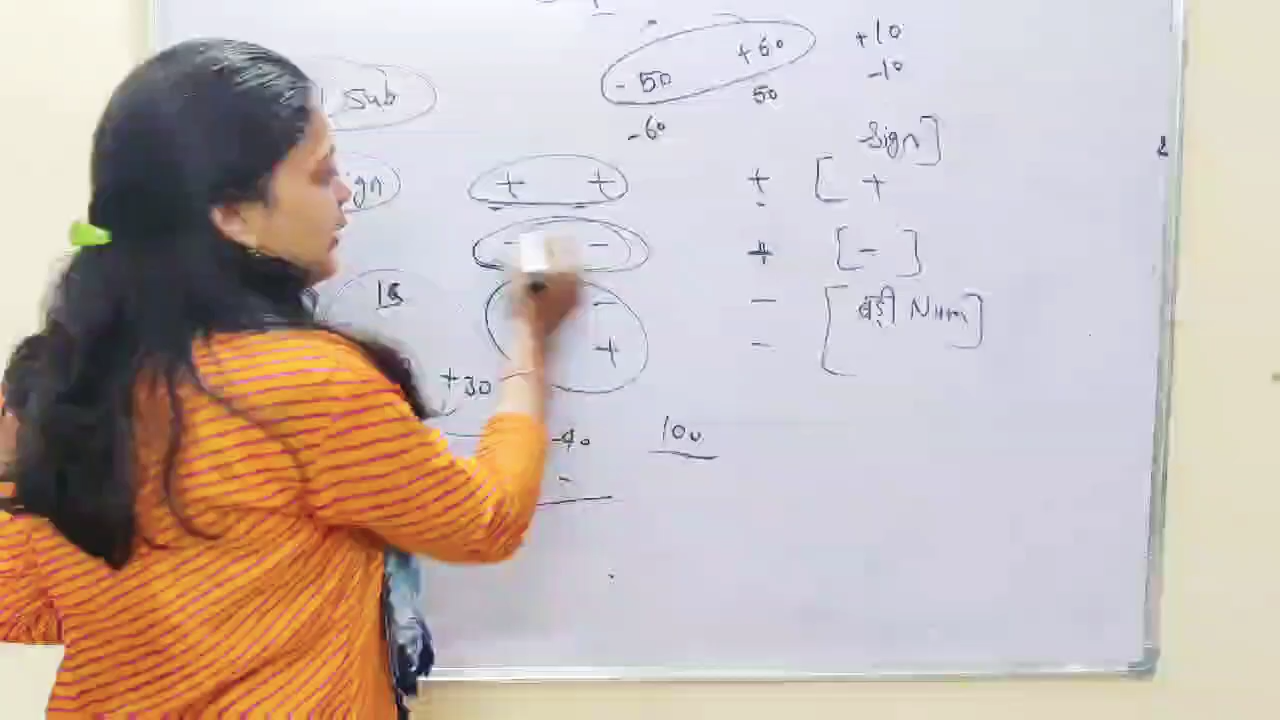 - 50 +60 +10
50 -10
-60
Sub
Sign]
+ + + [ +
- - + [ - ]
15 - - [ बड़ी Num ]
+ -
+30
-40 100
-